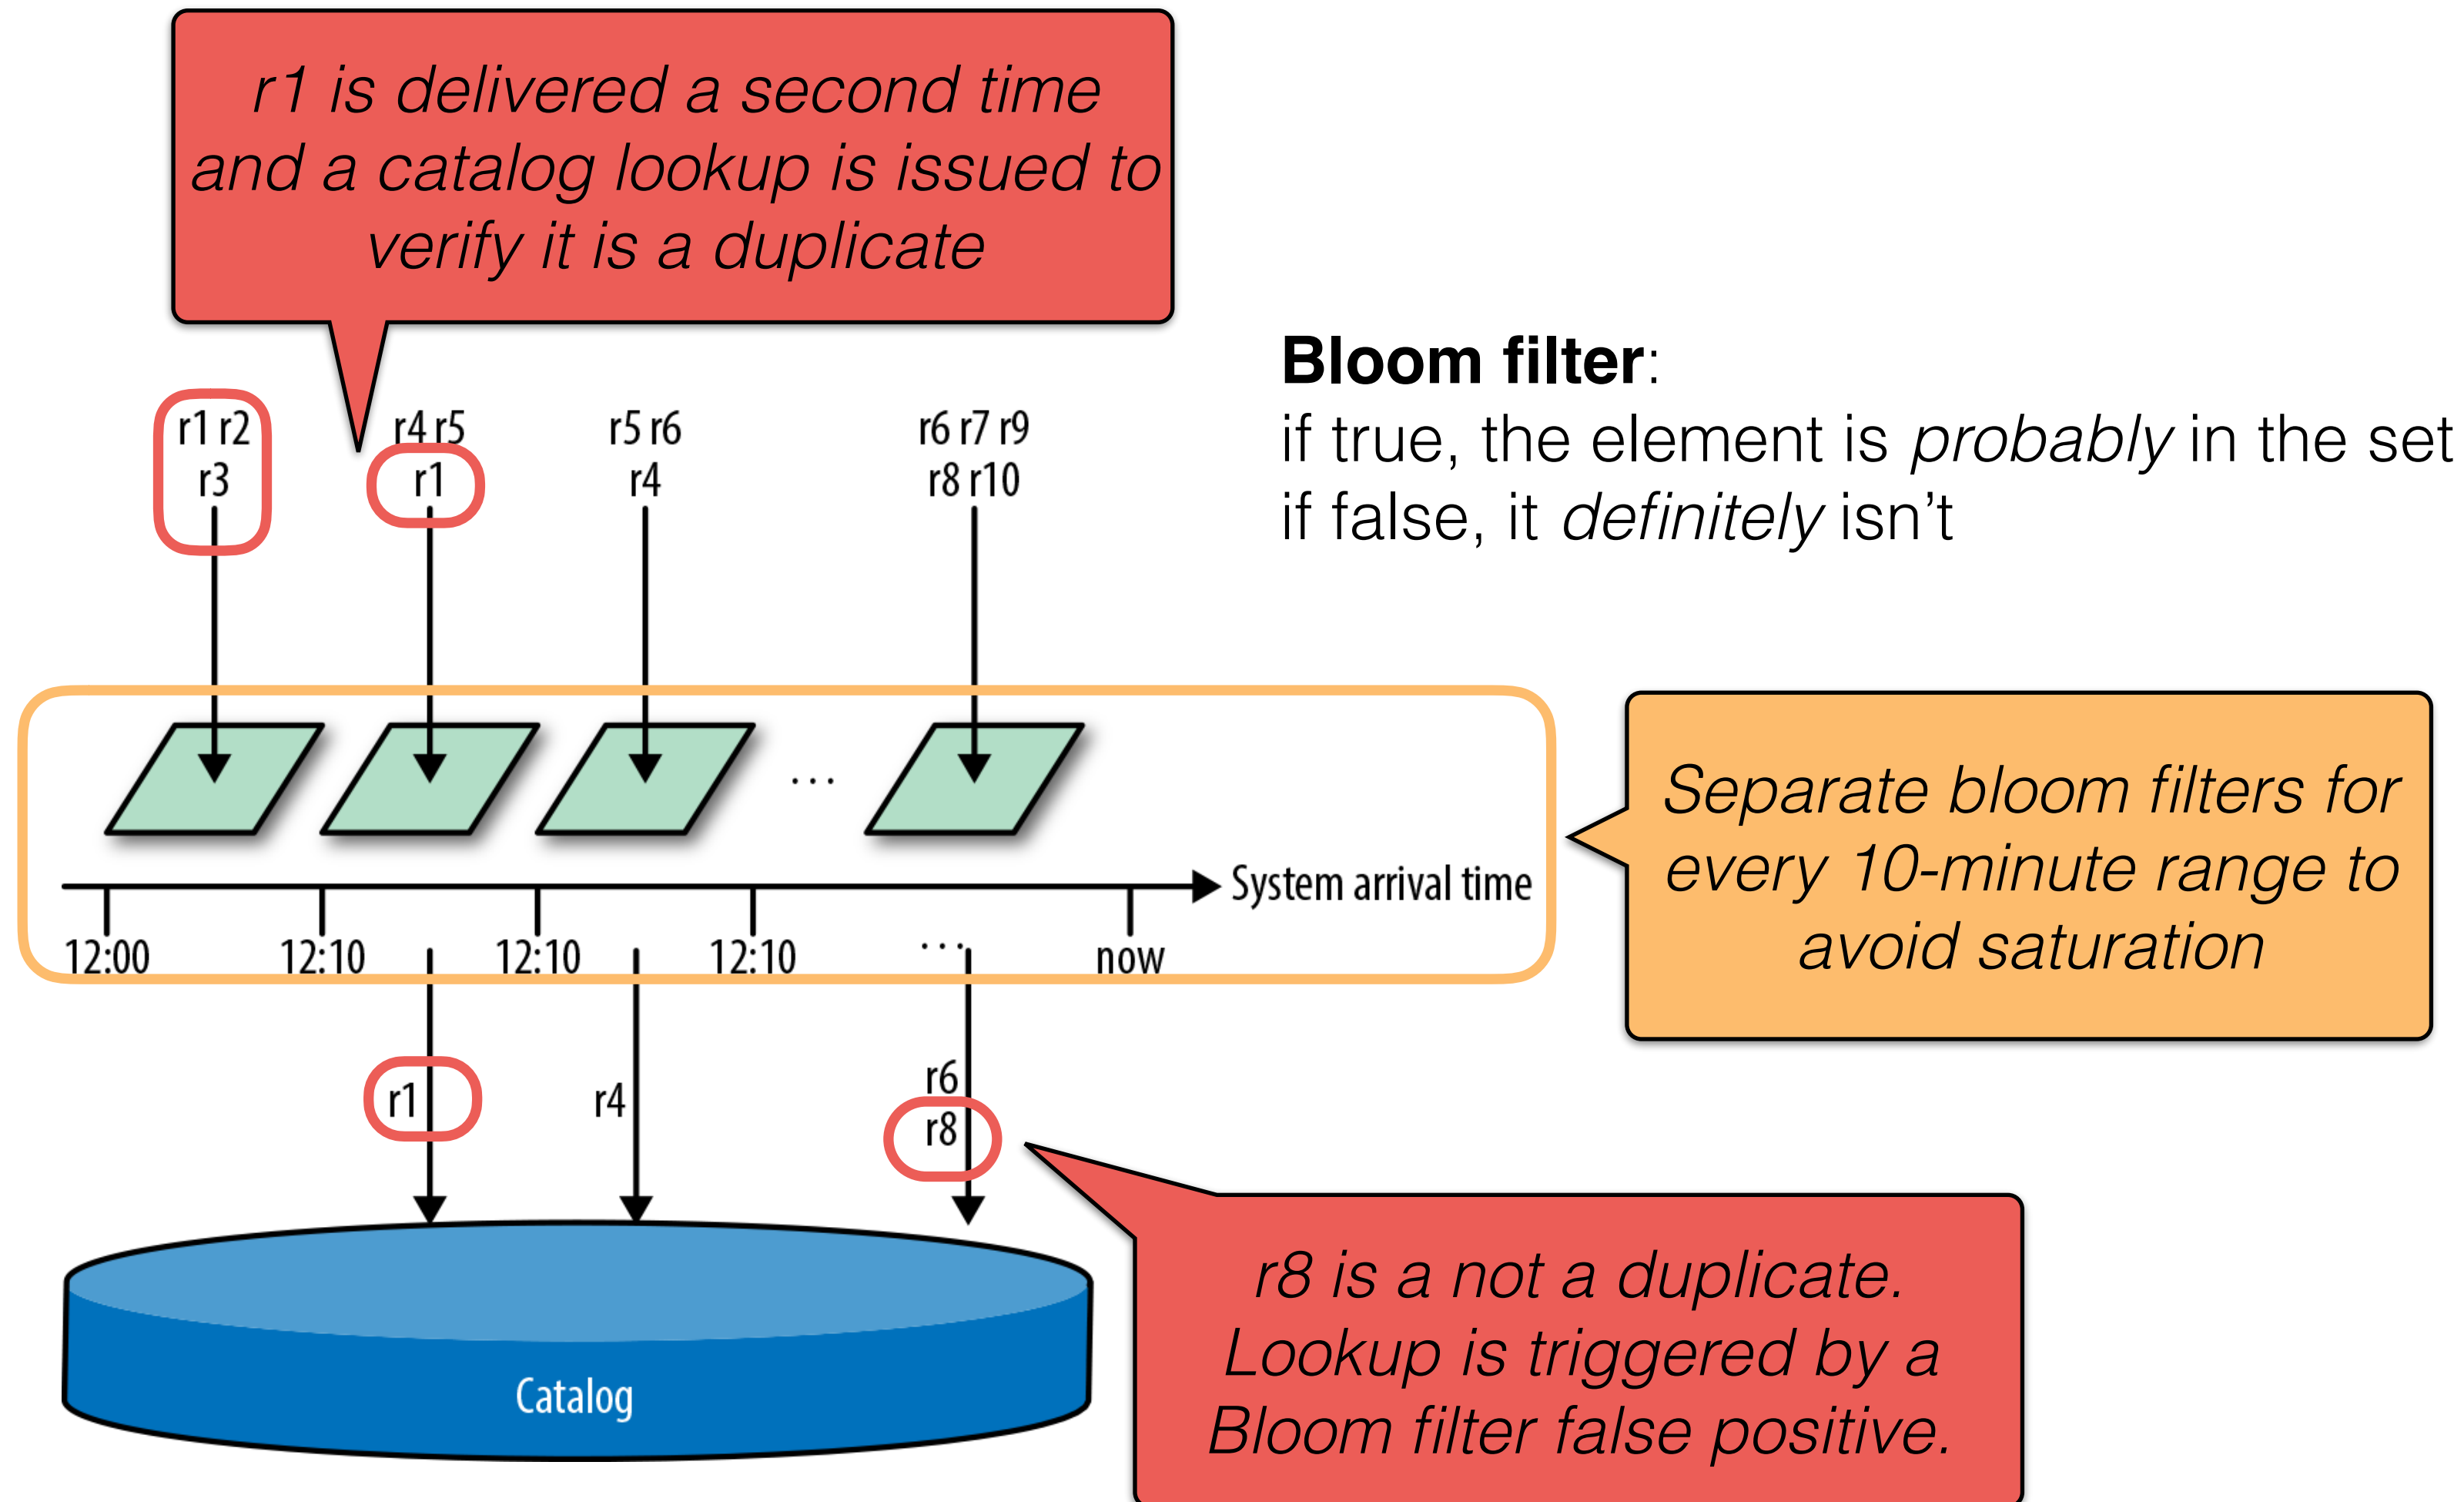 r1 is delivered a second time
and a catalog lookup is issued to
verify it is a duplicate
Bloom filter:
if true, the element is probably in the set
if false, it definitely isn’t
r1 r2
r3
r4 r5
r1
r5 r6
r4
r6 r7 r9
r8 r10
...
System arrival time
12:00
12:10
12:10
12:10
...
now
Separate bloom filters for
every 10-minute range to
avoid saturation
r1
r4
r6
r8
r8 is a not a duplicate.
Lookup is triggered by a
Bloom filter false positive.
Catalog